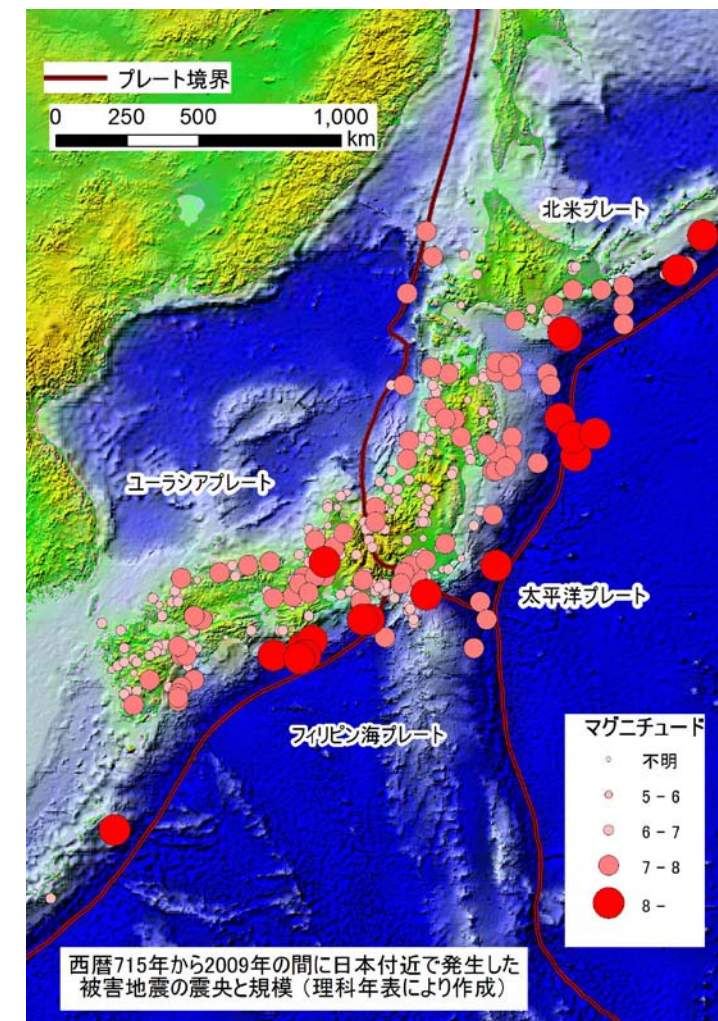 プレート境界
0 250 500 1,000
km
北米プレート
ユーラシアプレート
太平洋プレート
フィリピン海プレート
マグニチュード
不明
5 - 6
6 - 7
7 - 8
8 -
西暦715年から2009年の間に日本付近で発生した
被害地震の震央と規模（理科年表により作成）